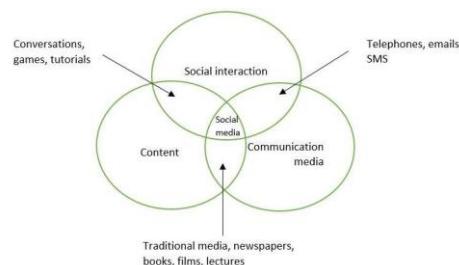 Conversations,
games, tutorials
Telephones, emails
SMS
Social interaction
Social
media
Content
Communication
media
Traditional media, newspapers,
books, films, lectures